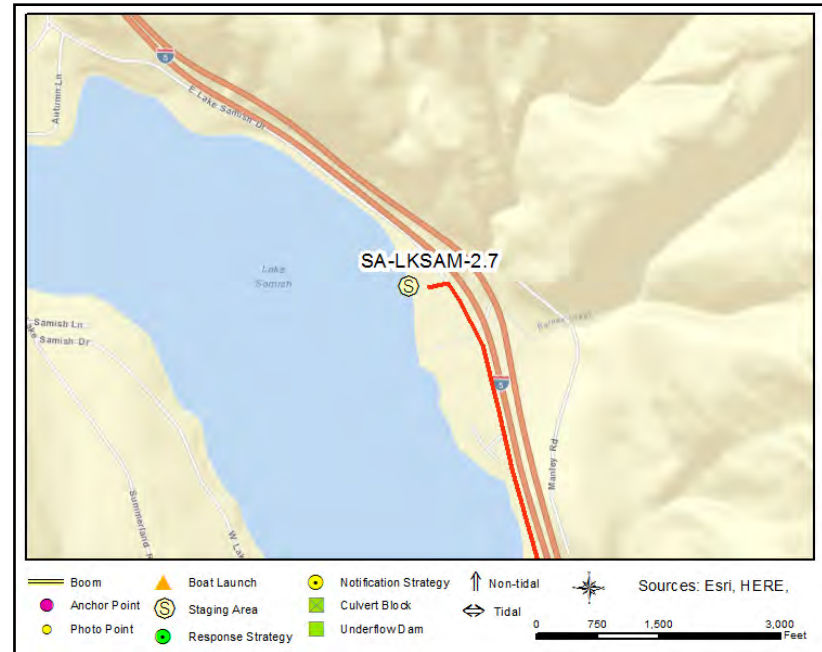 Autumn Ln
5
E Lake Samish Dr
SA-LKSAM-2.7
Lake
Samish
S
Samish Ln
Samish Dr
5
Manley Rd
Summerland R
W Lak
Boom
Boat Launch
Notification Strategy
Non-tidal
Sources: Esri, HERE,
Anchor Point
S
Staging Area
Culvert Block
Tidal
Photo Point
Response Strategy
Underflow Dam
0 750 1,500 3,000
Feet